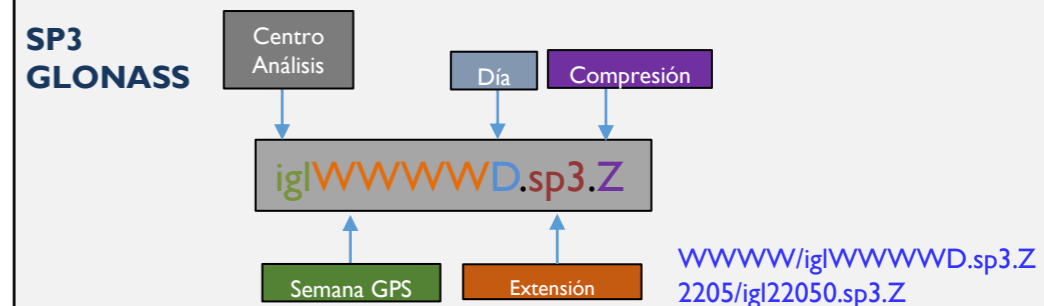 SP3
GLONASS
Centro
Análisis
Día
Compresión
iglWWWWD.sp3.Z
Semana GPS
Extensión
WWWW/iglWWWWD.sp3.Z
2205/igl22050.sp3.Z